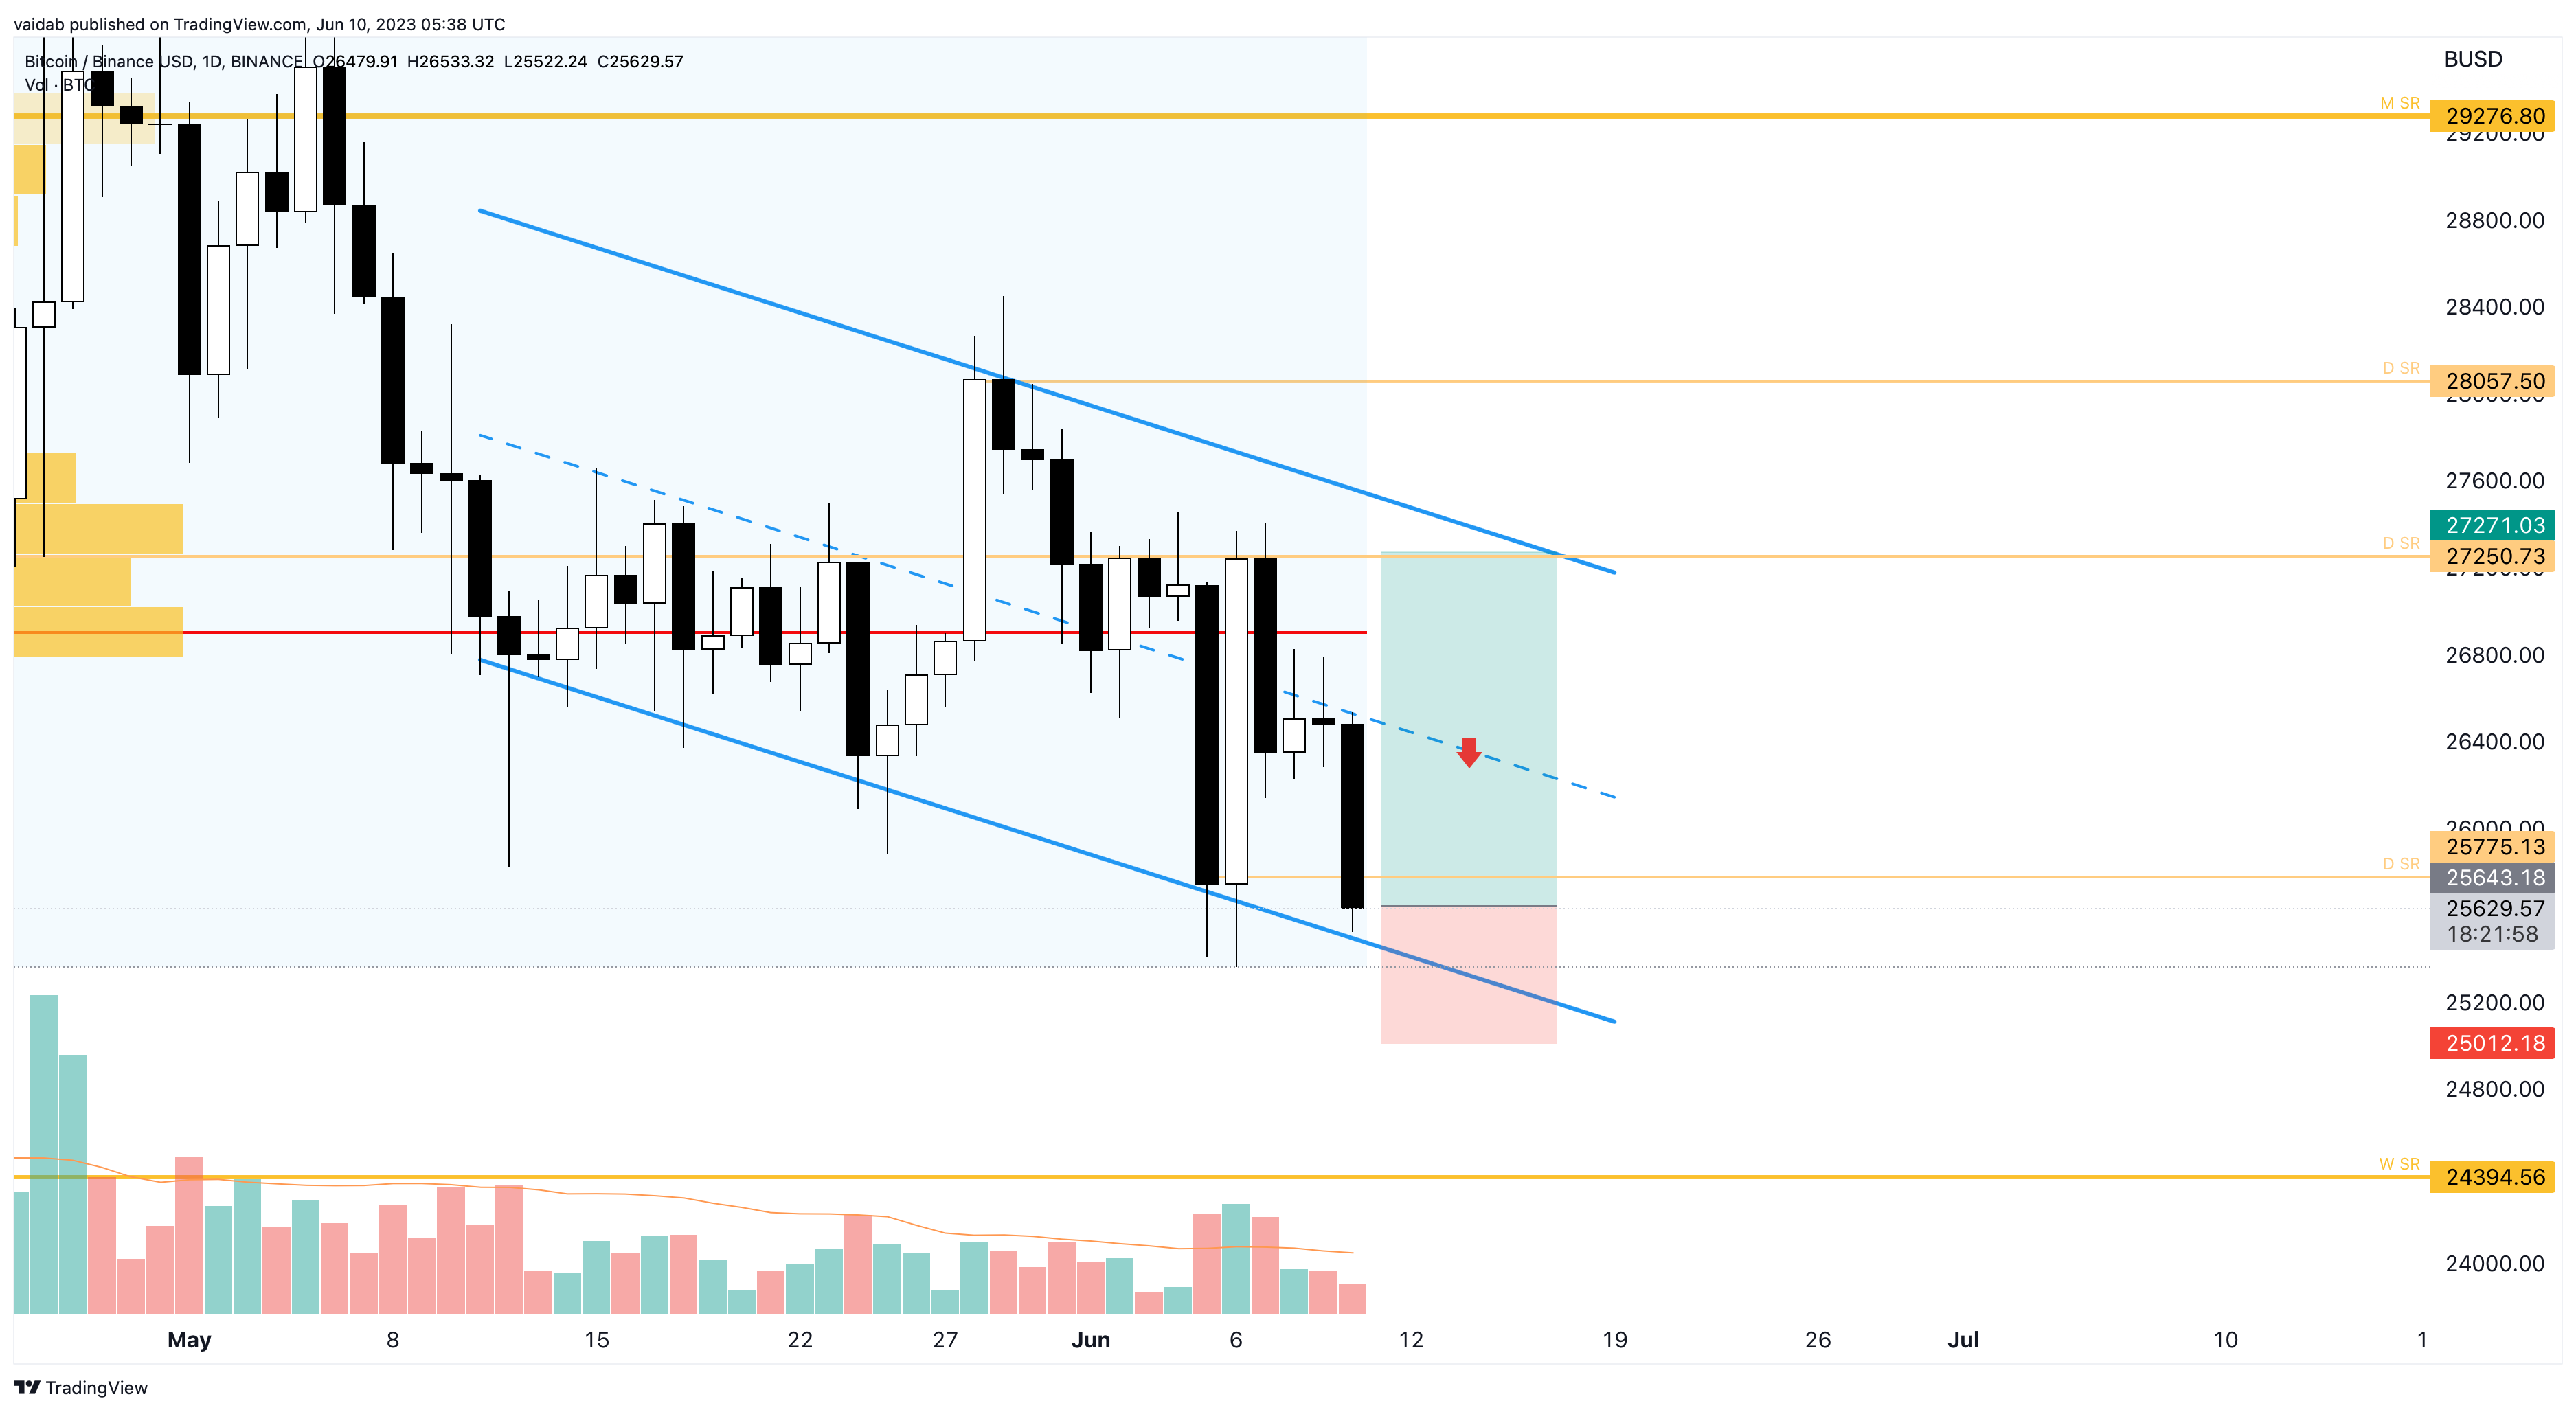 vaidab published on TradingView.com, Jun 10, 2023 05:38 UTC
Bitcoin / Binance USD, 1D, BINANCE O26479.91 H26533.32 L25522.24 C25629.57
Vol · BTC
BUSD
M SR
29276.80
29200.00
28800.00
28400.00
D SR
28057.50
28000.00
27600.00
27271.03
D SR
27250.73
27200.00
26800.00
26400.00
26000.00
25775.13
D SR
25643.18
25629.57
18:21:58
25200.00
25012.18
24800.00
W SR
24394.56
24000.00
May 8 15 22 27 Jun 6 12 19 26 Jul 10 1
TradingView